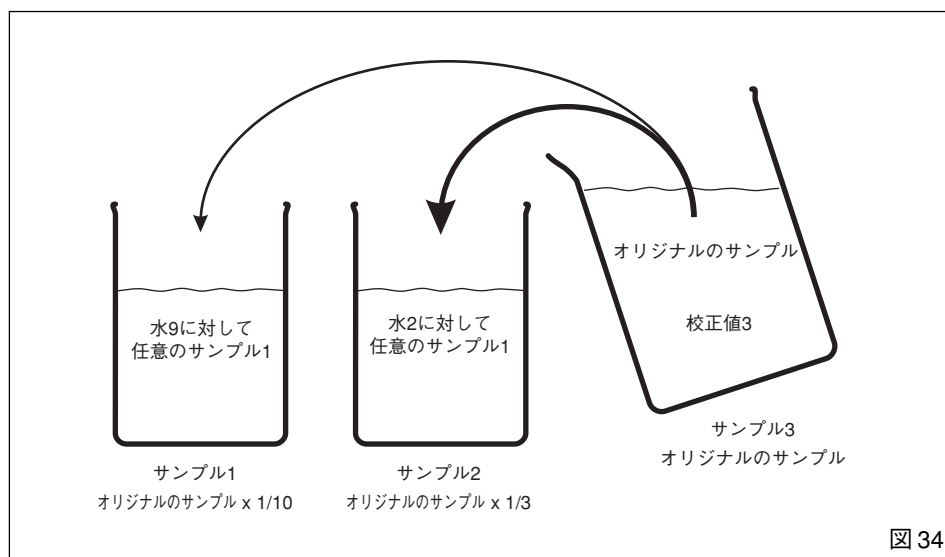 水9に対して
任意のサンプル1
サンプル1
オリジナルのサンプル x 1/10
水2に対して
任意のサンプル1
サンプル2
オリジナルのサンプル x 1/3
オリジナルのサンプル
校正値3
サンプル3
オリジナルのサンプル
図 34